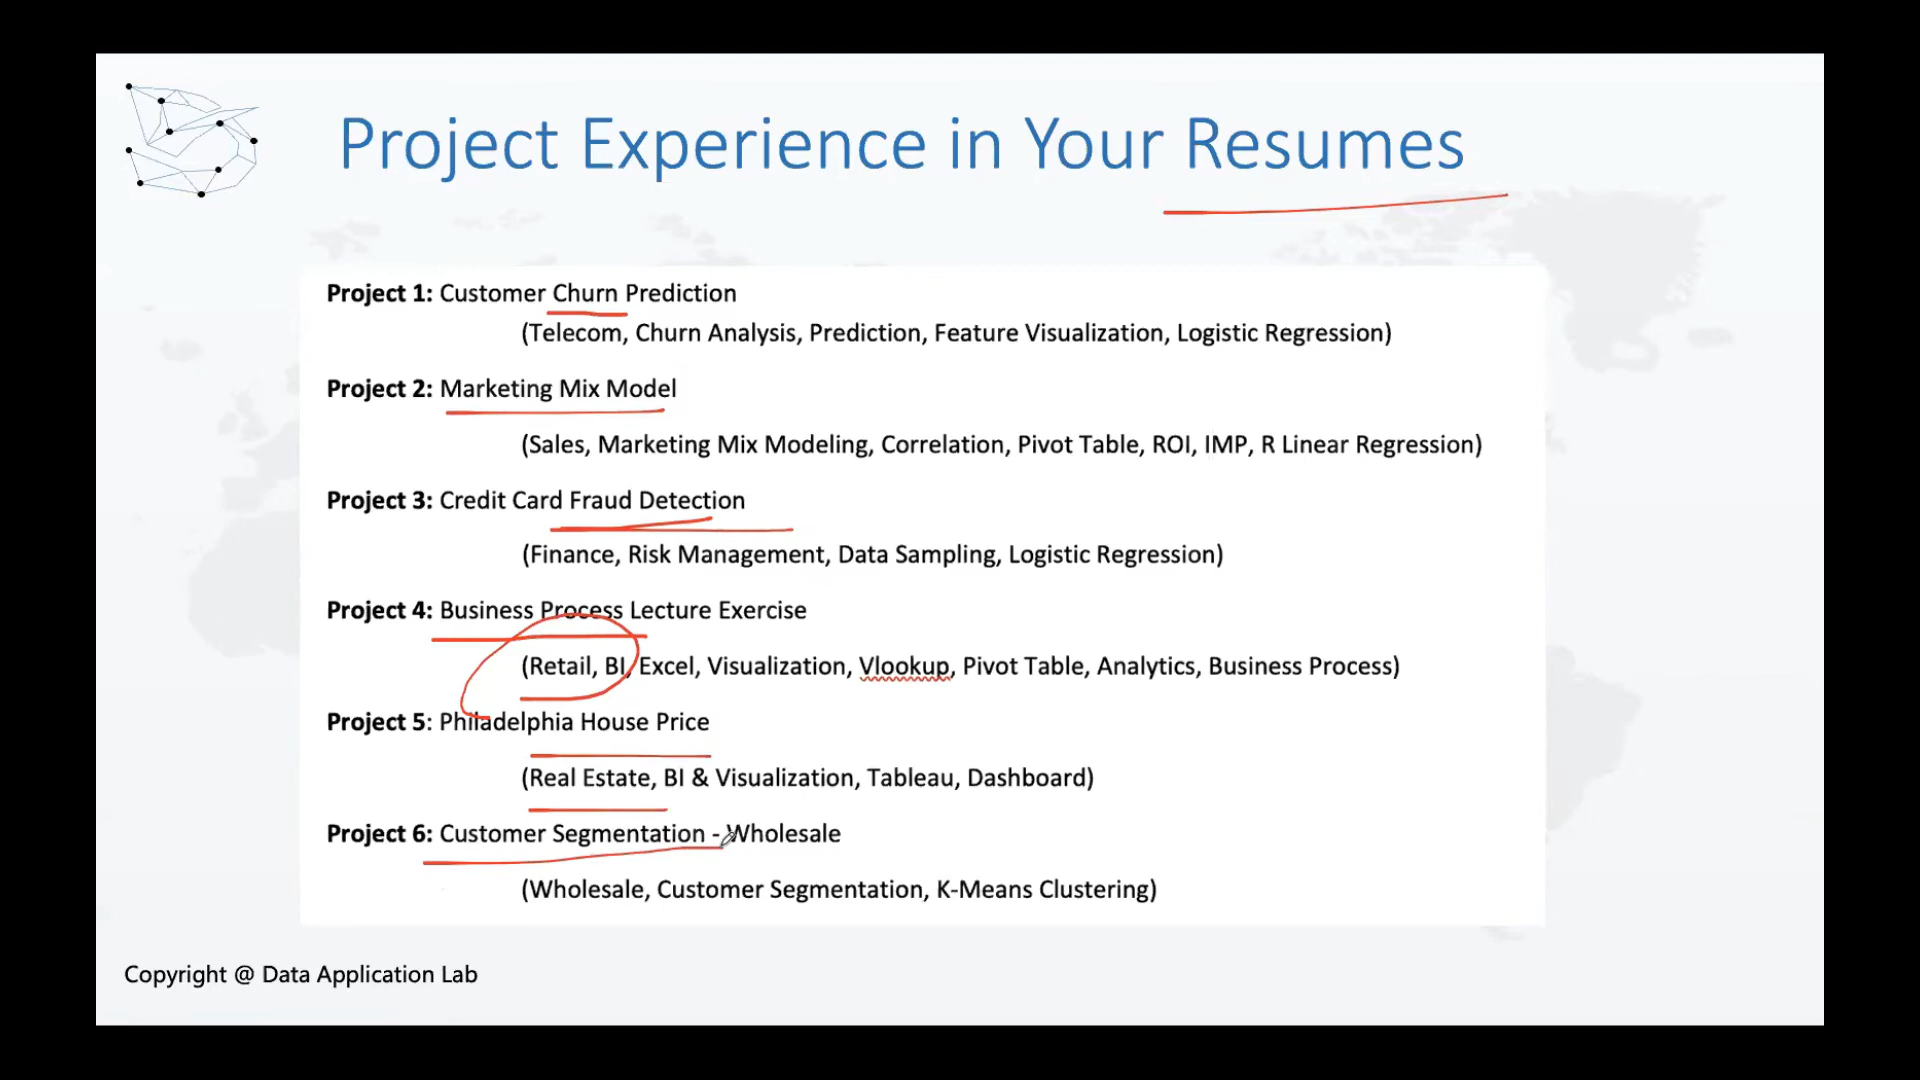 Project Experience in Your Resumes
Project 1: Customer Churn Prediction
(Telecom, Churn Analysis, Prediction, Feature Visualization, Logistic Regression)
Project 2: Marketing Mix Model
(Sales, Marketing Mix Modeling, Correlation, Pivot Table, ROI, IMP, R Linear Regression)
Project 3: Credit Card Fraud Detection
(Finance, Risk Management, Data Sampling, Logistic Regression)
Project 4: Business Process Lecture Exercise
(Retail, BI, Excel, Visualization, Vlookup, Pivot Table, Analytics, Business Process)
Project 5: Philadelphia House Price
(Real Estate, BI & Visualization, Tableau, Dashboard)
Project 6: Customer Segmentation - Wholesale
(Wholesale, Customer Segmentation, K-Means Clustering)
Copyright @ Data Application Lab